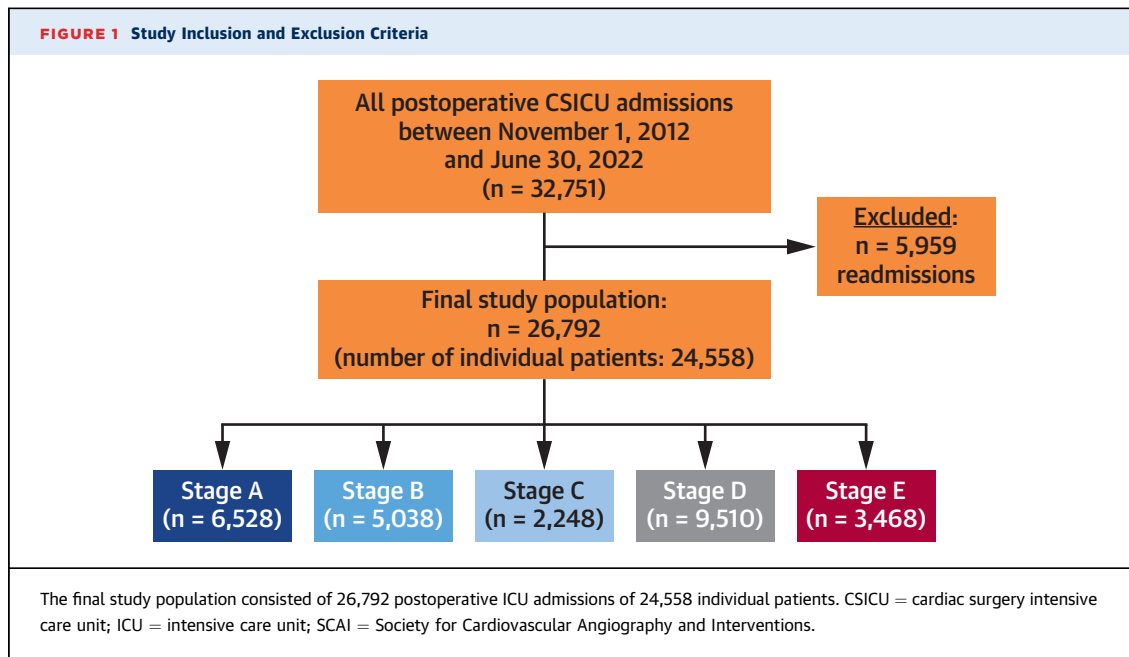 FIGURE 1 Study Inclusion and Exclusion Criteria
All postoperative CSICU admissions
between November 1, 2012
and June 30, 2022
(n = 32,751)
Excluded:
n = 5,959
readmissions
Final study population:
n = 26,792
(number of individual patients: 24,558)
Stage A
(n = 6,528)
Stage B
(n = 5,038)
Stage C
(n = 2,248)
Stage D
(n = 9,510)
Stage E
(n = 3,468)
The final study population consisted of 26,792 postoperative ICU admissions of 24,558 individual patients. CSICU = cardiac surgery intensive
care unit; ICU = intensive care unit; SCAI = Society for Cardiovascular Angiography and Interventions.